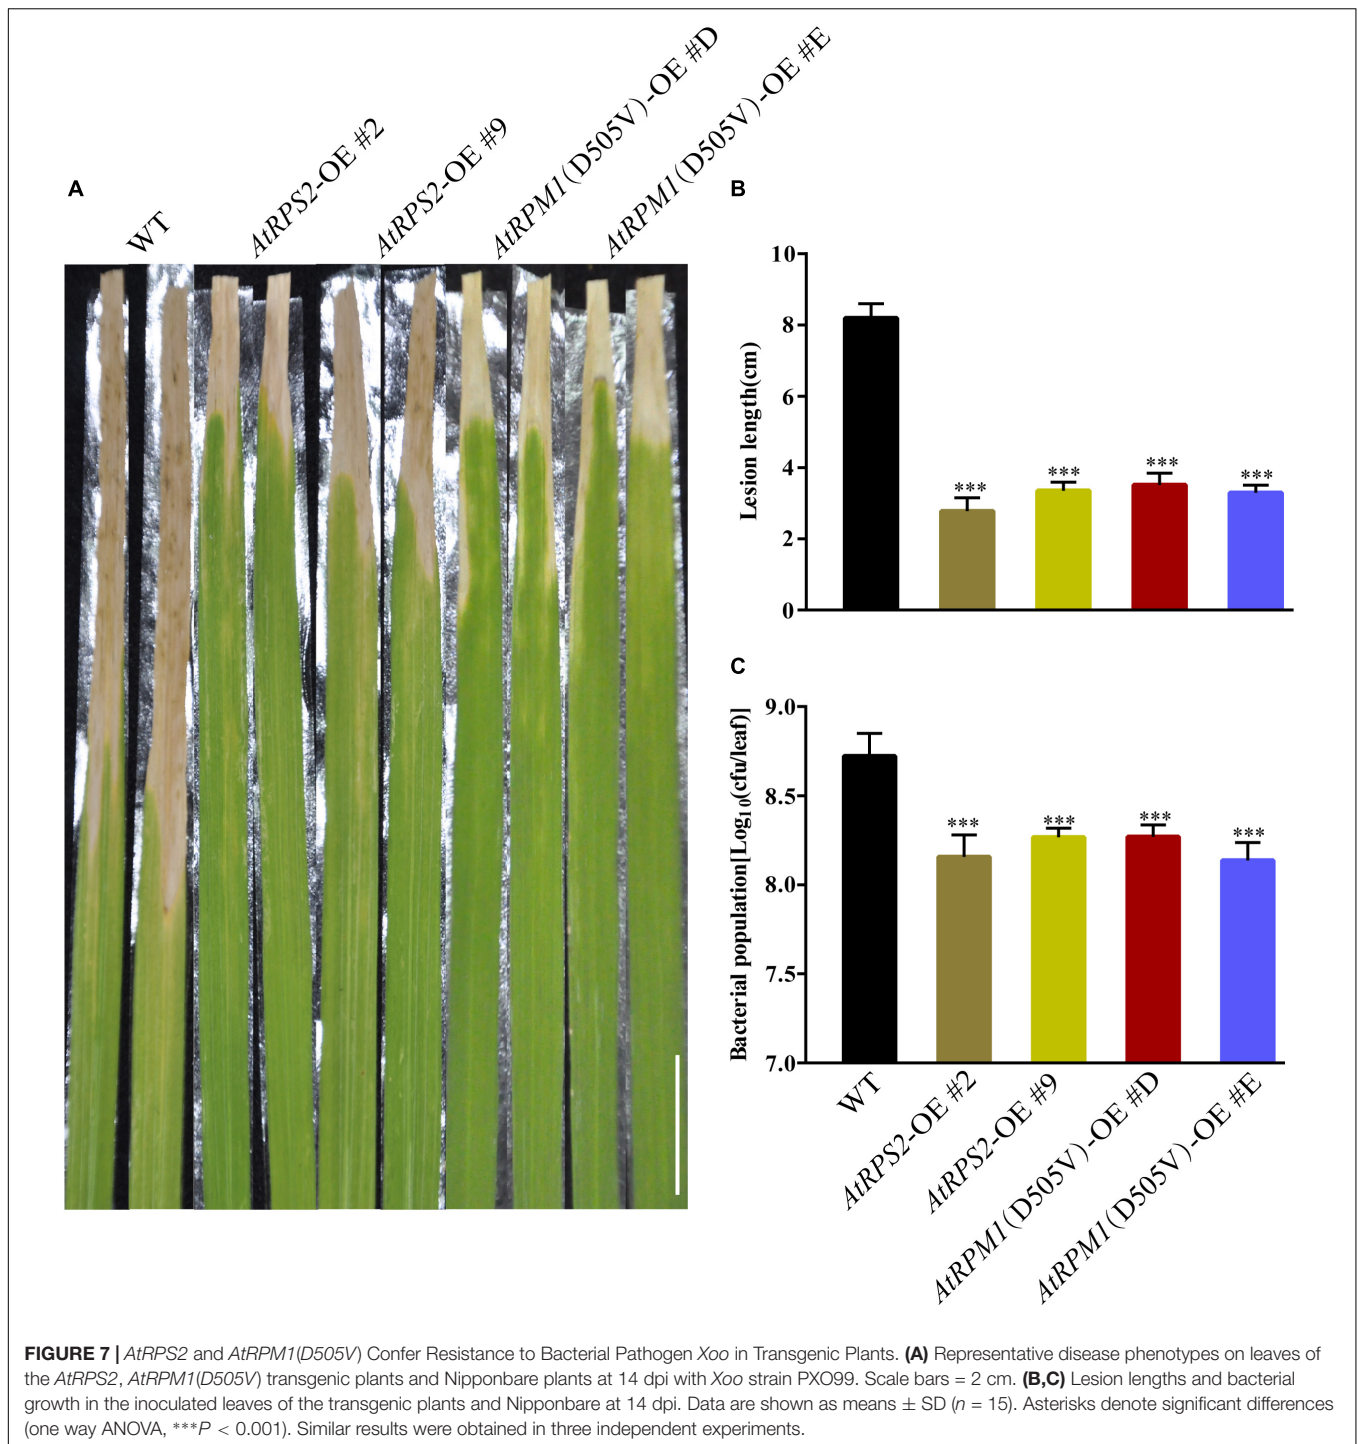 A
WT
AtRPS2-OE #2
AtRPS2-OE #9
AtRPM1(D505V)-OE #D
AtRPM1(D505V)-OE #E
B
Lesion length(cm)
10
8
6
4
2
0
***
***
***
***
C
Bacterial population[Log10(cfu/leaf)]
9.0
8.5
8.0
7.5
7.0
***
***
***
***
WT
AtRPS2-OE #2
AtRPS2-OE #9
AtRPM1(D505V)-OE #D
AtRPM1(D505V)-OE #E
FIGURE 7 | AtRPS2 and AtRPM1(D505V) Confer Resistance to Bacterial Pathogen Xoo in Transgenic Plants. (A) Representative disease phenotypes on leaves of
the AtRPS2, AtRPM1(D505V) transgenic plants and Nipponbare plants at 14 dpi with Xoo strain PXO99. Scale bars = 2 cm. (B,C) Lesion lengths and bacterial
growth in the inoculated leaves of the transgenic plants and Nipponbare at 14 dpi. Data are shown as means ± SD (n = 15). Asterisks denote significant differences
(one way ANOVA, ***P < 0.001). Similar results were obtained in three independent experiments.